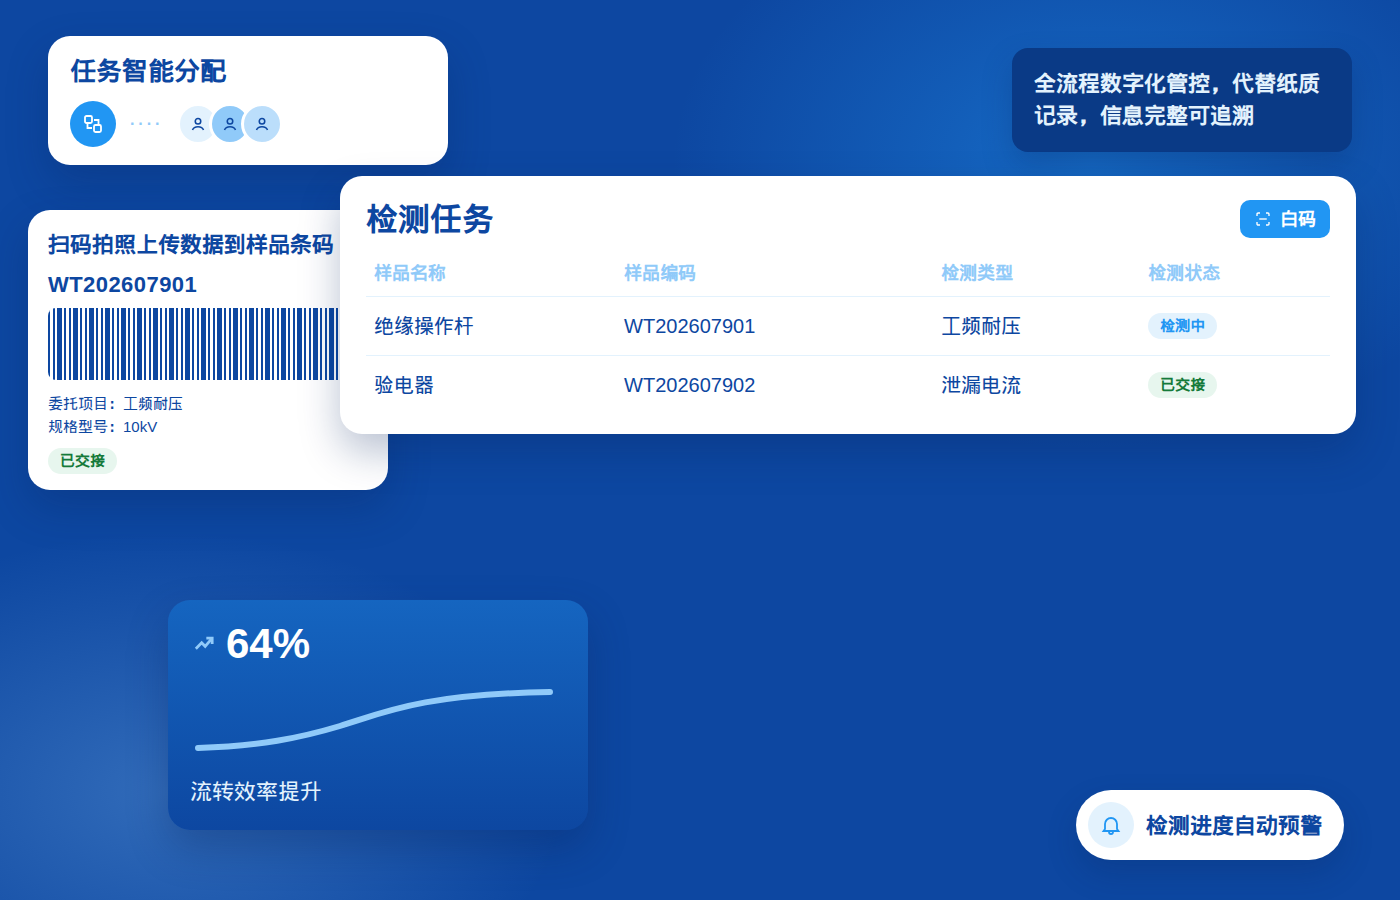 任务智能分配
全流程数字化管控，代替纸质
记录，信息完整可追溯
扫码拍照上传数据到样品条码
WT202607901
委托项目：工频耐压
规格型号：10kV
已交接
检测任务
白码
样品名称 样品编码 检测类型 检测状态
绝缘操作杆 WT202607901 工频耐压 检测中
验电器 WT202607902 泄漏电流 已交接
64%
流转效率提升
检测进度自动预警